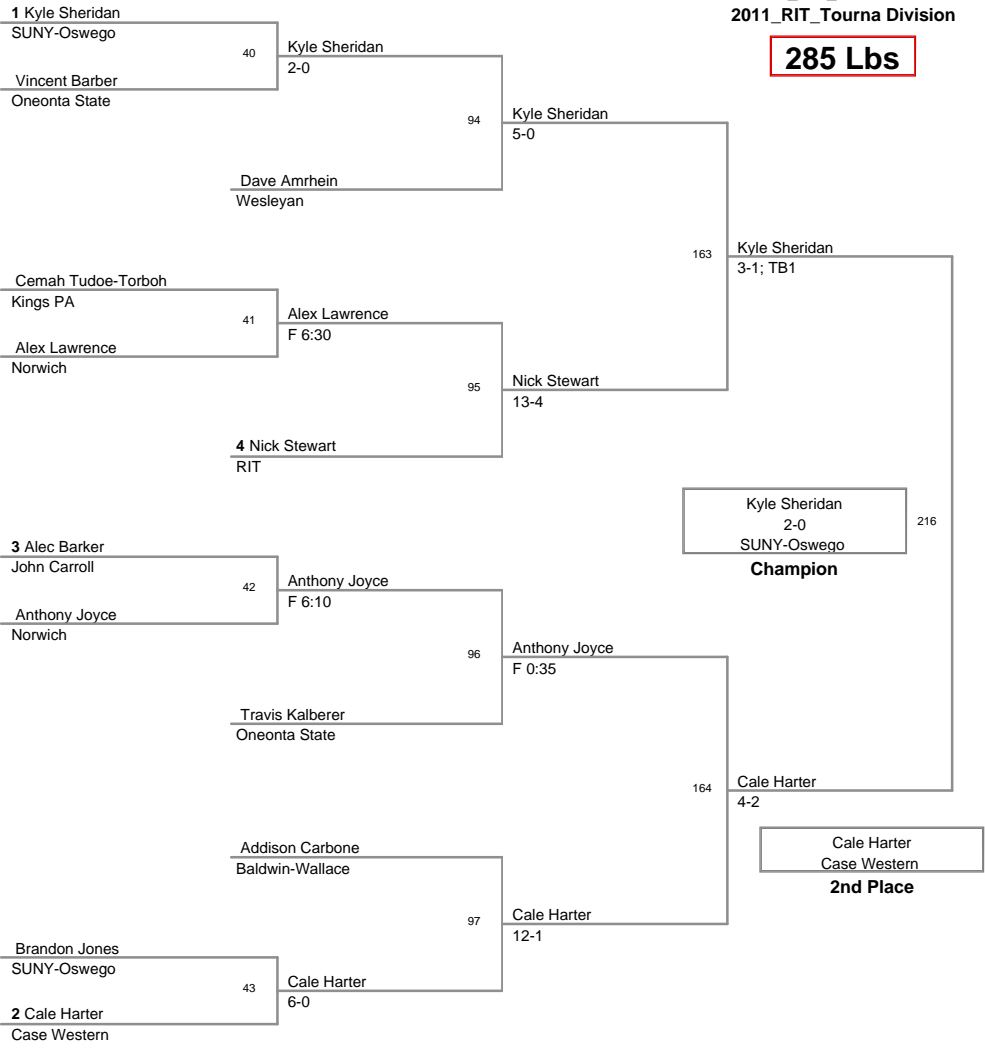 2011_RIT_Tourna Division
285 Lbs
1 Kyle Sheridan
SUNY-Oswego
40
Kyle Sheridan
2-0
Vincent Barber
Oneonta State
94
Kyle Sheridan
5-0
Dave Amrhein
Wesleyan
163
Kyle Sheridan
3-1; TB1
Cemah Tudoe-Torboh
Kings PA
41
Alex Lawrence
F 6:30
Alex Lawrence
Norwich
95
Nick Stewart
13-4
4 Nick Stewart
RIT
Kyle Sheridan
2-0
SUNY-Oswego
Champion
216
3 Alec Barker
John Carroll
42
Anthony Joyce
F 6:10
Anthony Joyce
Norwich
96
Anthony Joyce
F 0:35
Travis Kalberer
Oneonta State
164
Cale Harter
4-2
Cale Harter
Case Western
2nd Place
Addison Carbone
Baldwin-Wallace
97
Cale Harter
12-1
Brandon Jones
SUNY-Oswego
43
Cale Harter
6-0
2 Cale Harter
Case Western